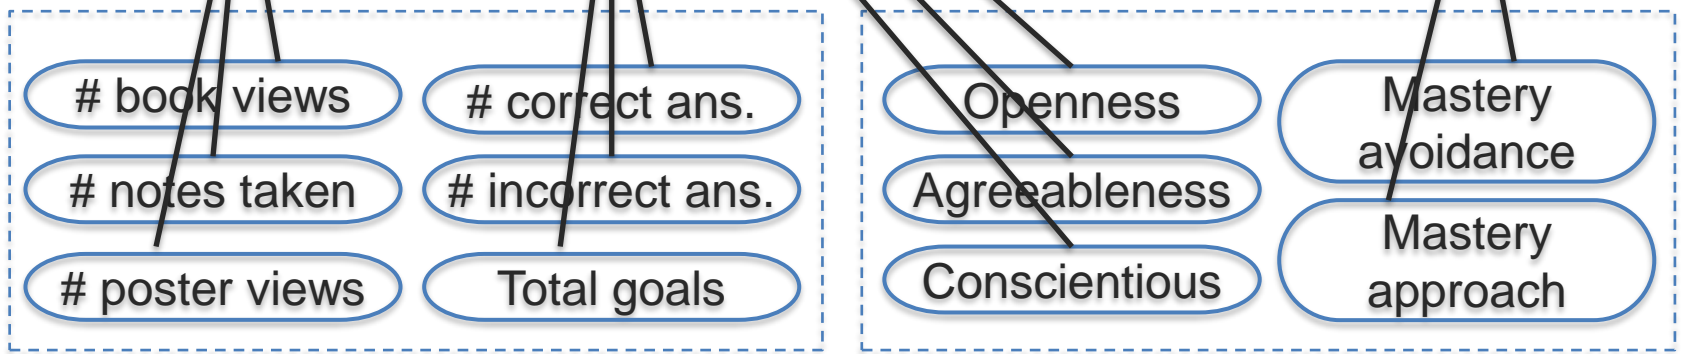 # book views
# notes taken
# poster views
# correct ans.
# incorrect ans.
Total goals
Openness
Agreeableness
Conscientious
Mastery
avoidance
Mastery
approach